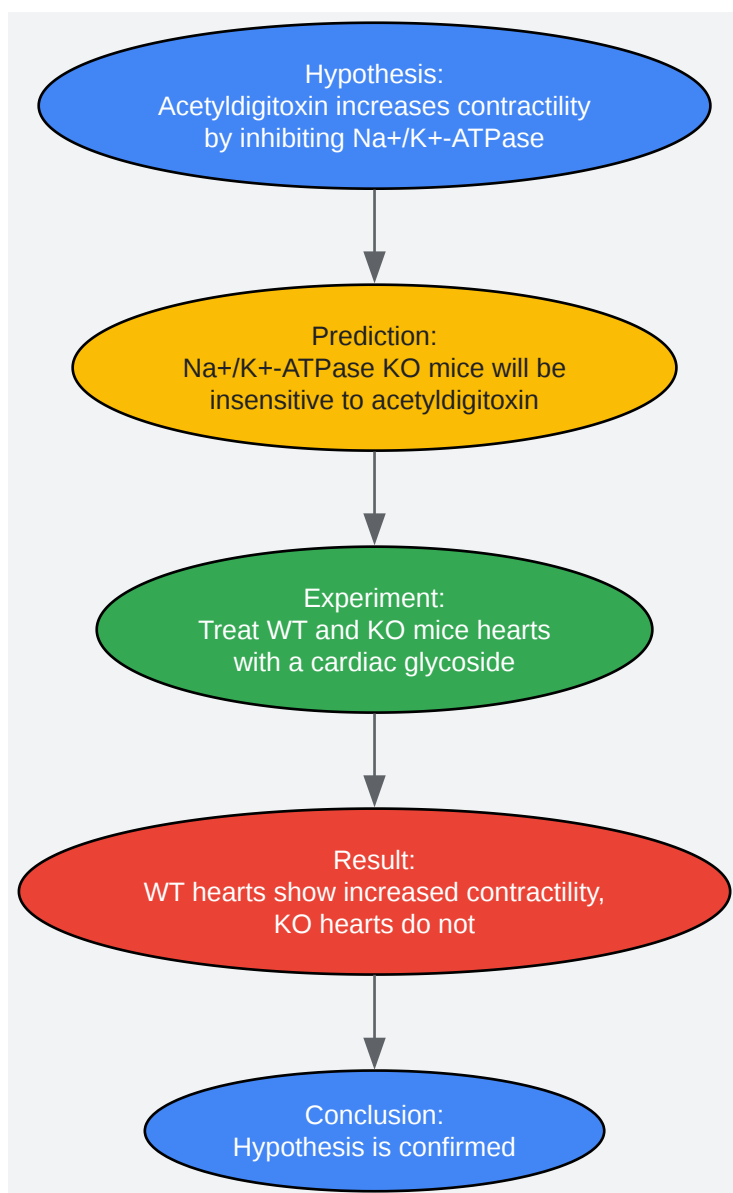 Hypothesis:
Acetyldigitoxin increases contractility
by inhibiting Na+/K+-ATPase
Prediction:
Na+/K+-ATPase KO mice will be
insensitive to acetyldigitoxin
Experiment:
Treat WT and KO mice hearts
with a cardiac glycoside
Result:
WT hearts show increased contractility,
KO hearts do not
Conclusion:
Hypothesis is confirmed